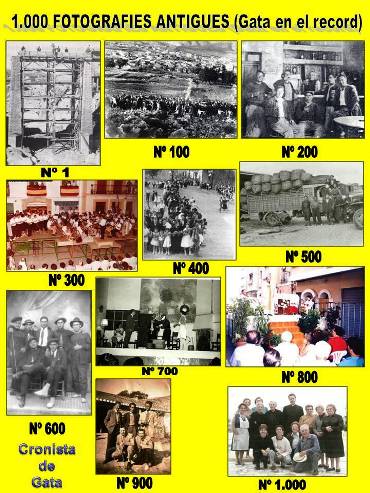 1.000 FOTOGRAFIES ANTIGUES (Gata en el record)
Nº 1
Nº 100
Nº 200
Nº 300
Nº 400
Nº 500
Nº 600
Nº 700
Nº 800
Nº 900
Nº 1.000
Cronista
de
Gata